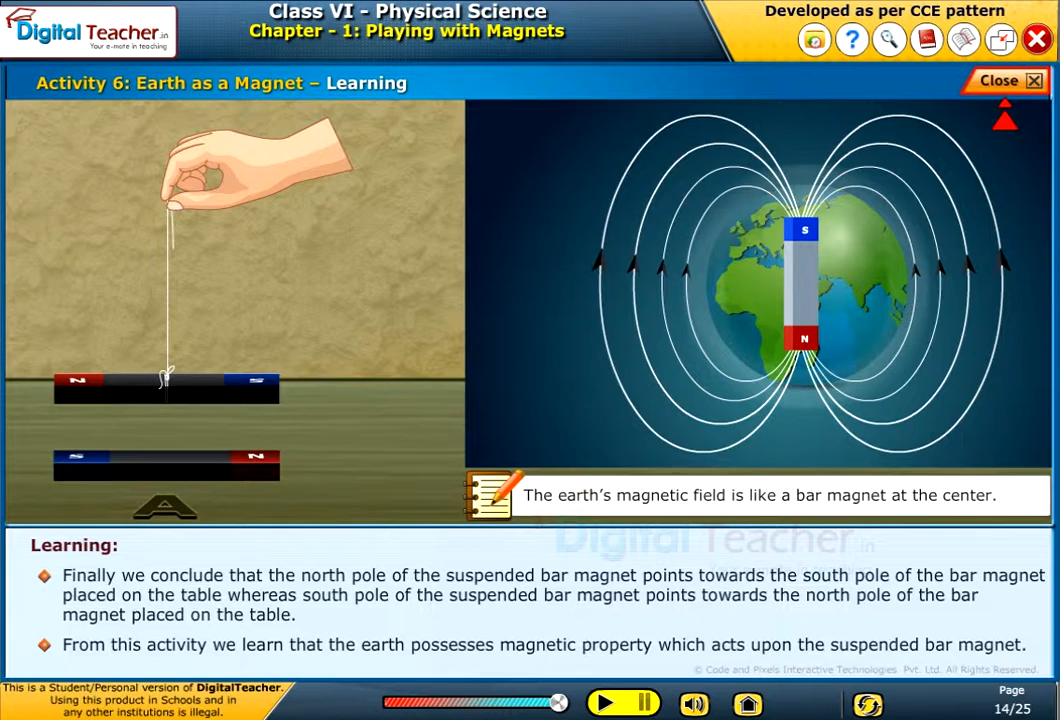 Digital Teacher.in
Your e-mate in teaching
Class VI - Physical Science
Chapter - 1: Playing with Magnets
Developed as per CCE pattern
?
Activity 6: Earth as a Magnet – Learning
Close
N S
S N
S
N
The earth's magnetic field is like a bar magnet at the center.
Digital Teacher.in
Learning:
Finally we conclude that the north pole of the suspended bar magnet points towards the south pole of the bar magnet
placed on the table whereas south pole of the suspended bar magnet points towards the north pole of the bar
magnet placed on the table.
From this activity we learn that the earth possesses magnetic property which acts upon the suspended bar magnet.
© Code and Pixels Interactive Technologies. Pvt. Ltd. All Rights Reserved.
This is a Student/Personal version of DigitalTeacher.
Using this product in Schools and in
any other institutions is illegal.
Page
14/25